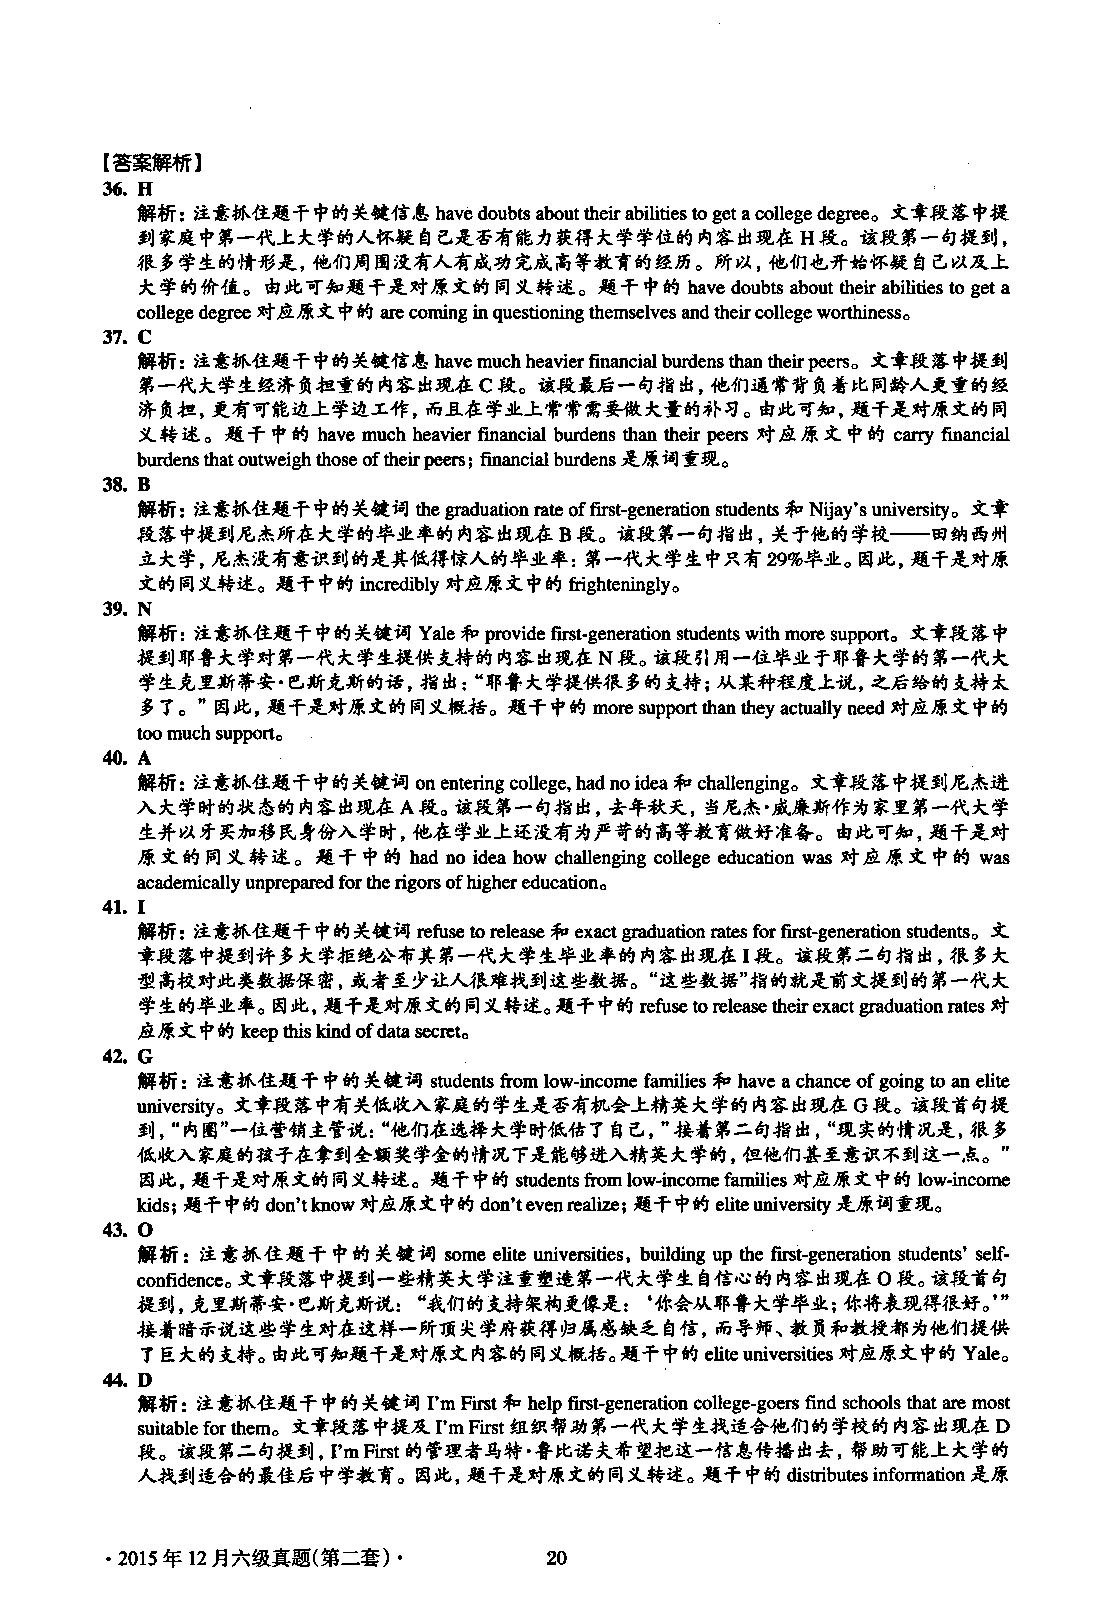 【答案解析】
36. H
解析：注意抓住题干中的关键信息 have doubts about their abilities to get a college degree。文章段落中提
到家庭中第一代上大学的人怀疑自己是否有能力获得大学学位的内容出现在 H 段。该段第一句提到，
很多学生的情形是，他们周围没有人有成功完成高等教育的经历。所以，他们也开始怀疑自己以及上
大学的价值。由此可知题干是对原文的同义转述。题干中的 have doubts about their abilities to get a
college degree 对应原文中的 are coming in questioning themselves and their college worthiness。
37. C
解析：注意抓住题干中的关键信息 have much heavier financial burdens than their peers。文章段落中提到
第一代大学生经济负担重的内容出现在 C 段。该段最后一句指出，他们通常背负着比同龄人更重的经
济负担，更有可能边上学边工作，而且在学业上常常需要做大量的补习。由此可知，题干是对原文的同
义转述。题干中的 have much heavier financial burdens than their peers 对应原文中的 carry financial
burdens that outweigh those of their peers；financial burdens 是原词重现。
38. B
解析：注意抓住题干中的关键词 the graduation rate of first-generation students 和 Nijay's university。文章
段落中提到尼杰所在大学的毕业率的内容出现在 B 段。该段第一句指出，关于他的学校——田纳西州
立大学，尼杰没有意识到的是其低得惊人的毕业率：第一代大学生中只有 29%毕业。因此，题干是对原
文的同义转述。题干中的 incredibly 对应原文中的 frighteningly。
39. N
解析：注意抓住题干中的关键词 Yale 和 provide first-generation students with more support。文章段落中
提到耶鲁大学对第一代大学生提供支持的内容出现在 N 段。该段引用一位毕业于耶鲁大学的第一代大
学生克里斯蒂安·巴斯克斯的话，指出：“耶鲁大学提供很多的支持；从某种程度上说，之后给的支持太
多了。”因此，题干是对原文的同义概括。题干中的 more support than they actually need 对应原文中的
too much support。
40. A
解析：注意抓住题干中的关键词 on entering college, had no idea 和 challenging。文章段落中提到尼杰进
入大学时的状态的内容出现在 A 段。该段第一句指出，去年秋天，当尼杰·威廉斯作为家里第一代大学
生并以牙买加移民身份入学时，他在学业上还没有为严苛的高等教育做好准备。由此可知，题干是对
原文的同义转述。题干中的 had no idea how challenging college education was 对应原文中的 was
academically unprepared for the rigors of higher education。
41. I
解析：注意抓住题干中的关键词 refuse to release 和 exact graduation rates for first-generation students。文
章段落中提到许多大学拒绝公布其第一代大学生毕业率的内容出现在 I 段。该段第二句指出，很多大
型高校对此类数据保密，或者至少让人很难找到这些数据。“这些数据”指的就是前文提到的第一代大
学生的毕业率。因此，题干是对原文的同义转述。题干中的 refuse to release their exact graduation rates 对
应原文中的 keep this kind of data secret。
42. G
解析：注意抓住题干中的关键词 students from low-income families 和 have a chance of going to an elite
university。文章段落中有关低收入家庭的学生是否有机会上精英大学的内容出现在 G 段。该段首句提
到，“内圈”一位营销主管说：“他们在选择大学时低估了自己，”接着第二句指出，“现实的情况是，很多
低收入家庭的孩子在拿到全额奖学金的情况下是能够进入精英大学的，但他们甚至意识不到这一点。”
因此，题干是对原文的同义转述。题干中的 students from low-income families 对应原文中的 low-income
kids；题干中的 don't know 对应原文中的 don't even realize；题干中的 elite university 是原词重现。
43. O
解析：注意抓住题干中的关键词 some elite universities, building up the first-generation students' self-
confidence。文章段落中提到一些精英大学注重塑造第一代大学生自信心的内容出现在 O 段。该段首句
提到，克里斯蒂安·巴斯克斯说：“我们的支持架构更像是：‘你会从耶鲁大学毕业；你将表现得很好。’”
接着暗示说这些学生对在这样一所顶尖学府获得归属感缺乏自信，而导师、教员和教授都为他们提供
了巨大的支持。由此可知题干是对原文内容的同义概括。题干中的 elite universities 对应原文中的 Yale。
44. D
解析：注意抓住题干中的关键词 I'm First 和 help first-generation college-goers find schools that are most
suitable for them。文章段落中提及 I'm First 组织帮助第一代大学生找适合他们的学校的内容出现在 D
段。该段第二句提到，I'm First 的管理者马特·鲁比诺夫希望把这一信息传播出去，帮助可能上大学的
人找到适合的最佳后中学教育。因此，题干是对原文的同义转述。题干中的 distributes information 是原
·2015 年 12 月六级真题(第二套)·
20